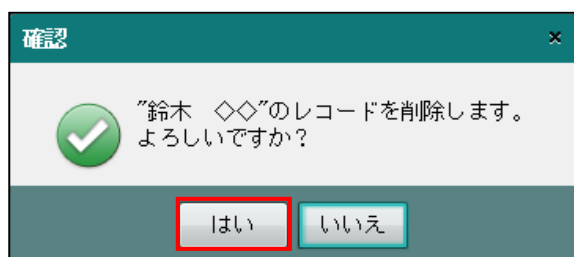 確認
×
"鈴木　◇◇"のレコードを削除します。
よろしいですか？
はい
いいえ